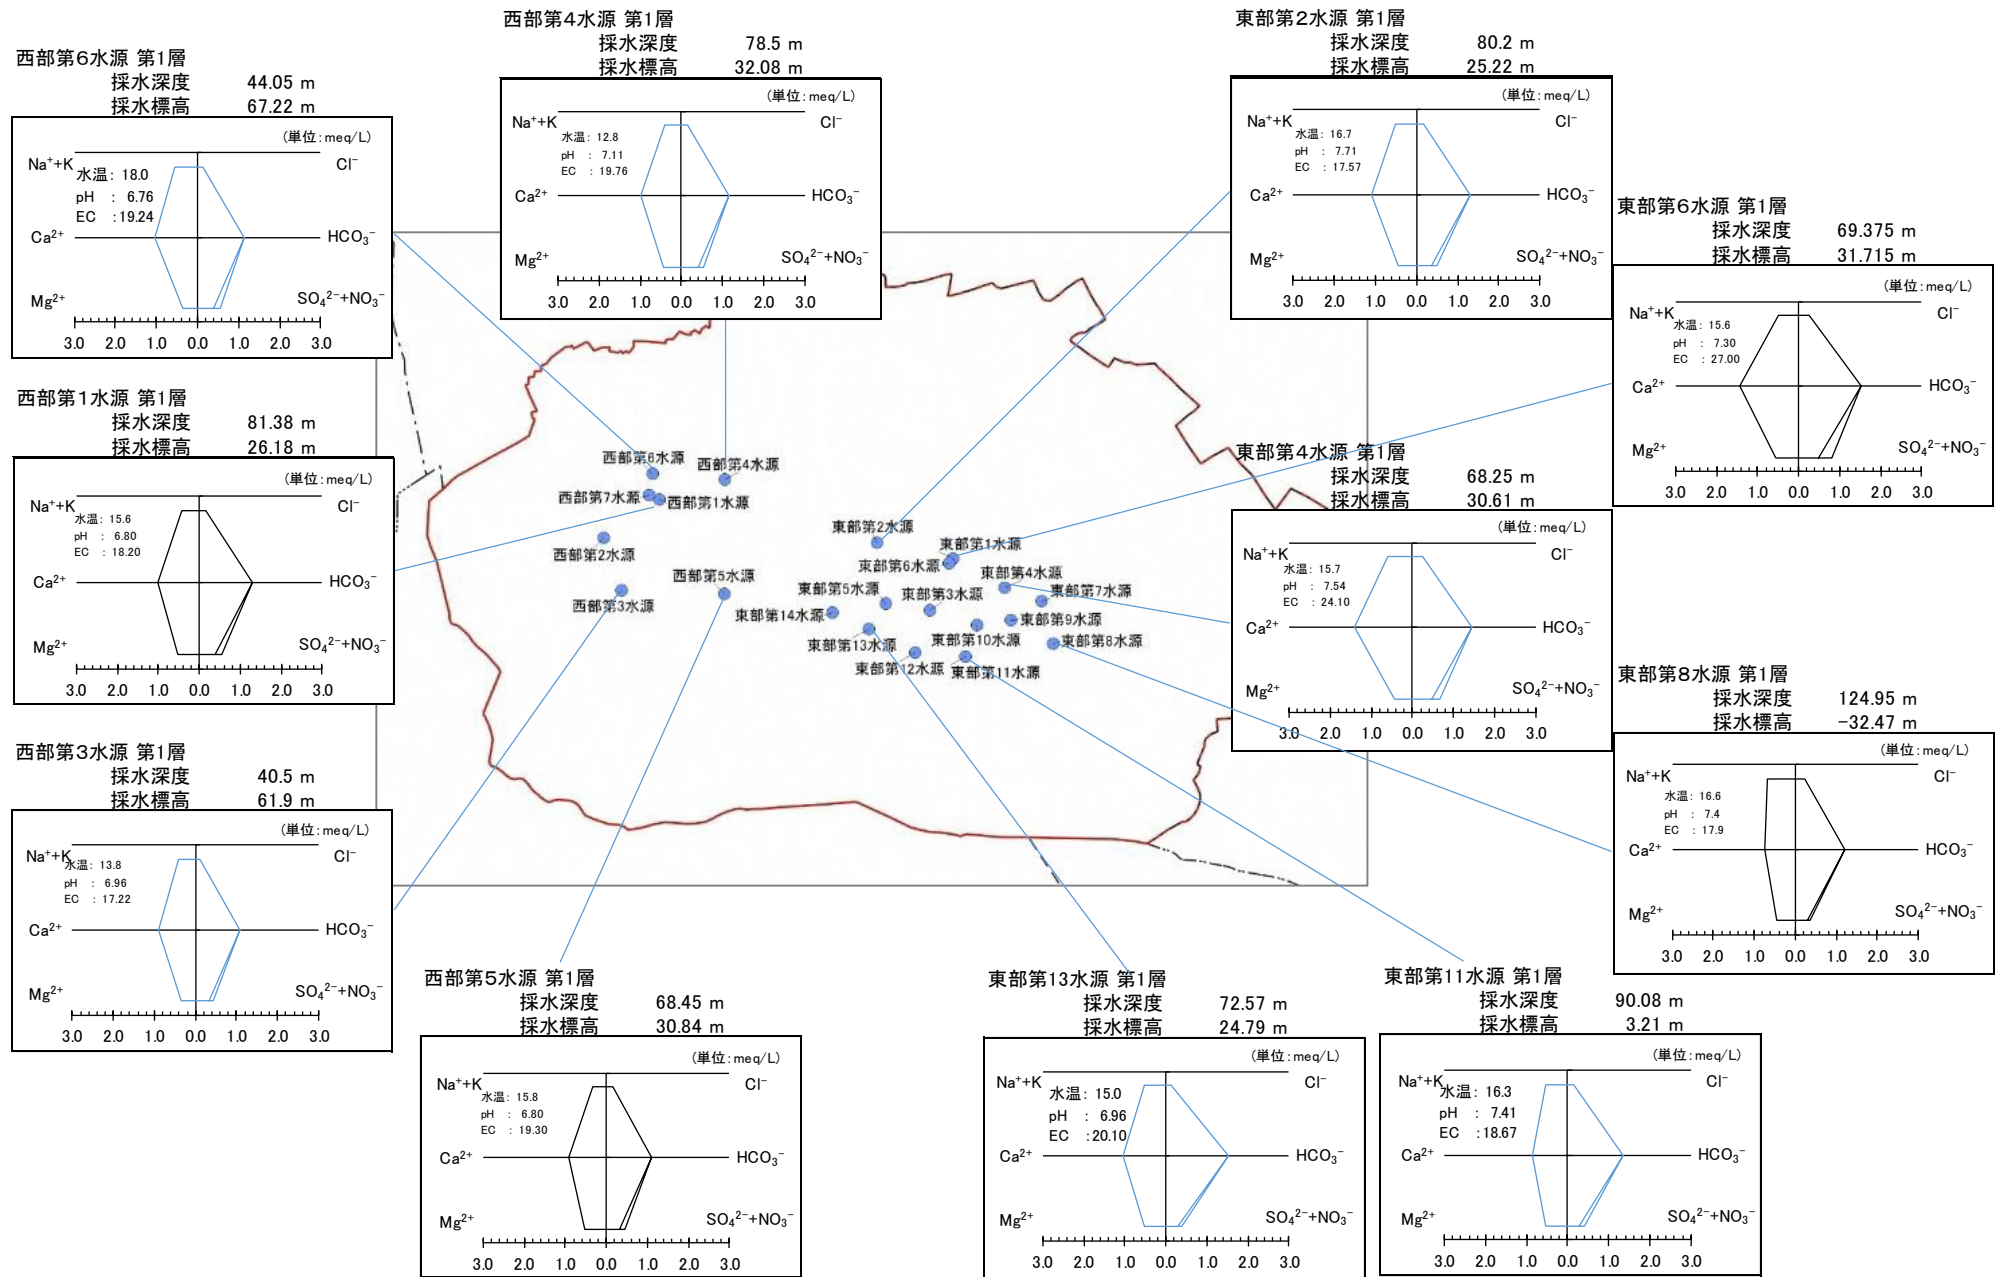 西部第6水源 第1層
採水深度 44.05 m
採水標高 67.22 m
(単位:meq/L)
Na⁺+K
Cl⁻
水温: 18.0
pH : 6.76
EC :19.24
Ca²⁺
HCO₃⁻
Mg²⁺
SO₄²⁻+NO₃⁻
3.0 2.0 1.0 0.0 1.0 2.0 3.0
西部第4水源 第1層
採水深度 78.5 m
採水標高 32.08 m
(単位:meq/L)
Na⁺+K
Cl⁻
水温: 12.8
pH : 7.11
EC : 19.76
Ca²⁺
HCO₃⁻
Mg²⁺
SO₄²⁻+NO₃⁻
3.0 2.0 1.0 0.0 1.0 2.0 3.0
東部第2水源 第1層
採水深度 80.2 m
採水標高 25.22 m
(単位:meq/L)
Na⁺+K
Cl⁻
水温: 16.7
pH : 7.71
EC : 17.57
Ca²⁺
HCO₃⁻
Mg²⁺
SO₄²⁻+NO₃⁻
3.0 2.0 1.0 0.0 1.0 2.0 3.0
東部第6水源 第1層
採水深度 69.375 m
採水標高 31.715 m
(単位:meq/L)
Na⁺+K
Cl⁻
水温: 15.6
pH : 7.30
EC : 27.00
Ca²⁺
HCO₃⁻
Mg²⁺
SO₄²⁻+NO₃⁻
3.0 2.0 1.0 0.0 1.0 2.0 3.0
西部第1水源 第1層
採水深度 81.38 m
採水標高 26.18 m
Na⁺+K
Cl⁻
水温: 15.6
pH : 6.80
EC : 18.20
Ca²⁺
HCO₃⁻
Mg²⁺
SO₄²⁻+NO₃⁻
3.0 2.0 1.0 0.0 1.0 2.0 3.0
東部第4水源 第1層
採水深度 68.25 m
採水標高 30.61 m
(単位:meq/L)
Na⁺+K
Cl⁻
水温: 15.7
pH : 7.54
EC : 24.10
Ca²⁺
HCO₃⁻
Mg²⁺
SO₄²⁻+NO₃⁻
3.0 2.0 1.0 0.0 1.0 2.0 3.0
西部第6水源
西部第4水源
西部第7水源
西部第1水源
西部第2水源
西部第3水源
西部第5水源
東部第2水源
東部第1水源
東部第6水源
東部第4水源
東部第5水源
東部第3水源
東部第7水源
東部第14水源
東部第9水源
東部第13水源
東部第10水源
東部第8水源
東部第12水源
東部第11水源
東部第8水源 第1層
採水深度 124.95 m
採水標高 -32.47 m
(単位:meq/L)
Na⁺+K
Cl⁻
水温: 16.6
pH : 7.4
EC : 17.9
Ca²⁺
HCO₃⁻
Mg²⁺
SO₄²⁻+NO₃⁻
3.0 2.0 1.0 0.0 1.0 2.0 3.0
西部第3水源 第1層
採水深度 40.5 m
採水標高 61.9 m
(単位:meq/L)
Na⁺+K
Cl⁻
水温: 13.8
pH : 6.96
EC : 17.22
Ca²⁺
HCO₃⁻
Mg²⁺
SO₄²⁻+NO₃⁻
3.0 2.0 1.0 0.0 1.0 2.0 3.0
西部第5水源 第1層
採水深度 68.45 m
採水標高 30.84 m
(単位:meq/L)
Na⁺+K
Cl⁻
水温: 15.8
pH : 6.80
EC : 19.30
Ca²⁺
HCO₃⁻
Mg²⁺
SO₄²⁻+NO₃⁻
3.0 2.0 1.0 0.0 1.0 2.0 3.0
東部第13水源 第1層
採水深度 72.57 m
採水標高 24.79 m
(単位:meq/L)
Na⁺+K
Cl⁻
水温: 15.0
pH : 6.96
EC :20.10
Ca²⁺
HCO₃⁻
Mg²⁺
SO₄²⁻+NO₃⁻
3.0 2.0 1.0 0.0 1.0 2.0 3.0
東部第11水源 第1層
採水深度 90.08 m
採水標高 3.21 m
(単位:meq/L)
Na⁺+K
Cl⁻
水温: 16.3
pH : 7.41
EC :18.67
Ca²⁺
HCO₃⁻
Mg²⁺
SO₄²⁻+NO₃⁻
3.0 2.0 1.0 0.0 1.0 2.0 3.0